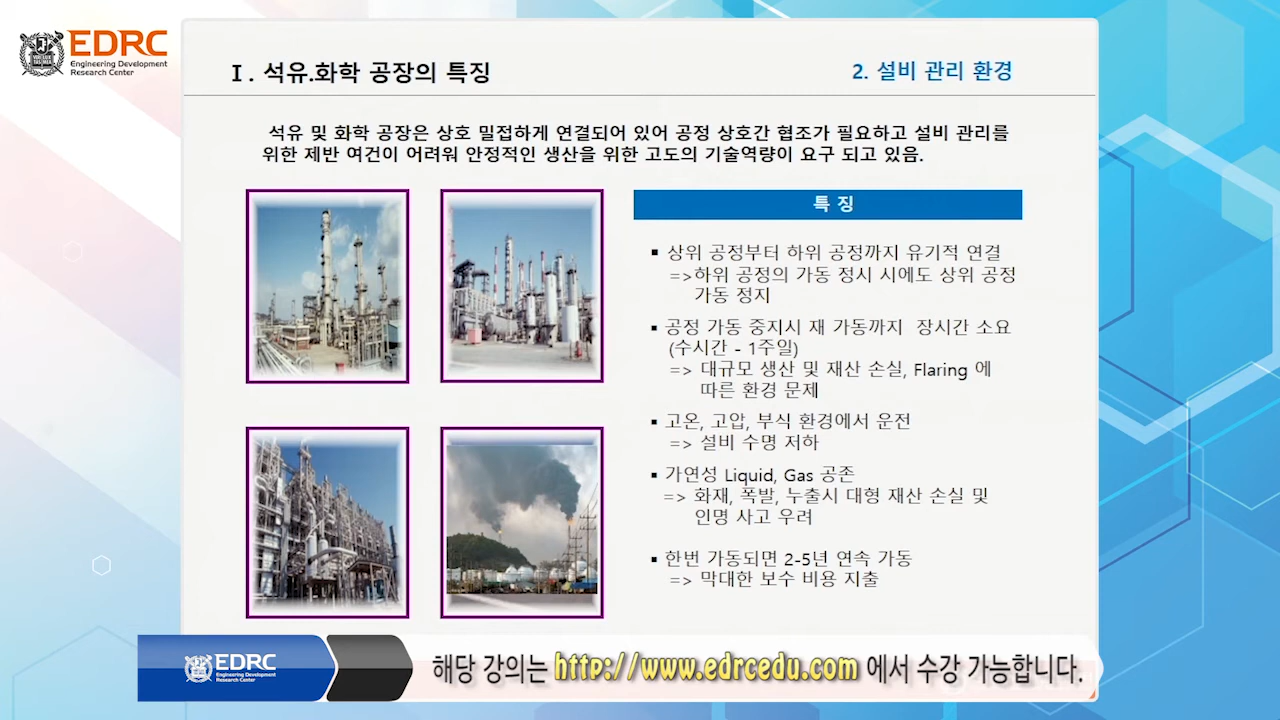 EDRC
Engineering Development
Research Center
I. 석유.화학 공장의 특징
2. 설비 관리 환경
석유 및 화학 공장은 상호 밀접하게 연결되어 있어 공정 상호간 협조가 필요하고 설비 관리를
위한 제반 여건이 어려워 안정적인 생산을 위한 고도의 기술역량이 요구 되고 있음.
특 징
▪ 상위 공정부터 하위 공정까지 유기적 연결
=>하위 공정의 가동 정시 시에도 상위 공정
가동 정지
▪ 공정 가동 중지시 재 가동까지 장시간 소요
(수시간 - 1주일)
=> 대규모 생산 및 재산 손실, Flaring 에
따른 환경 문제
▪ 고온, 고압, 부식 환경에서 운전
=> 설비 수명 저하
▪ 가연성 Liquid, Gas 공존
=> 화재, 폭발, 누출시 대형 재산 손실 및
인명 사고 우려
▪ 한번 가동되면 2-5년 연속 가동
=> 막대한 보수 비용 지출
EDRC
Engineering Development
Research Center
해당 강의는 http://www.edrcedu.com 에서 수강 가능합니다.